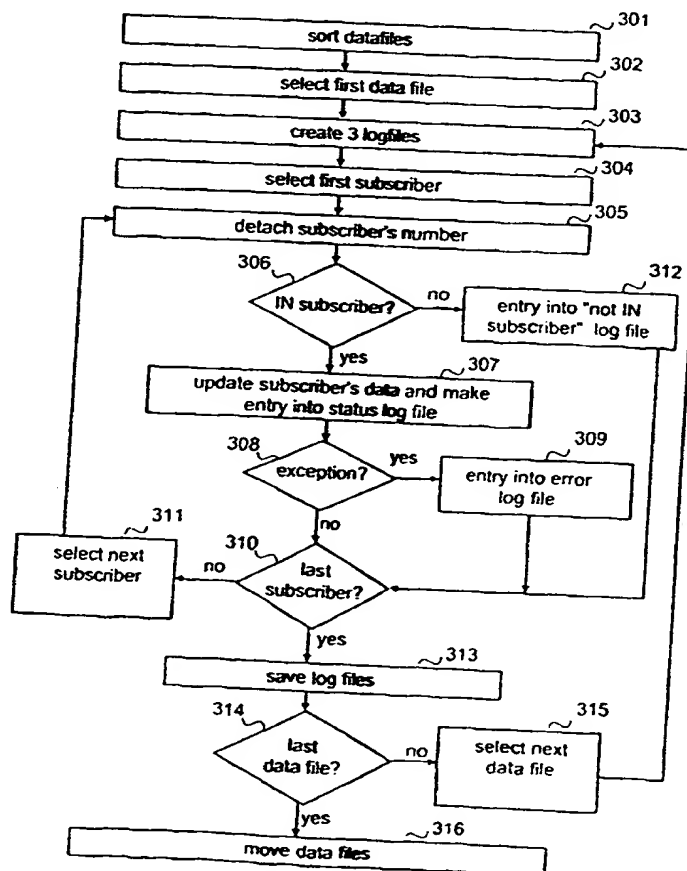 301
sort datafiles
302
select first data file
303
create 3 logfiles
304
select first subscriber
305
detach subscriber's number
306
IN subscriber?
no
312
entry into "not IN
subscriber" log file
yes
307
update subscriber's data and make
entry into status log file
308
exception?
yes
309
entry into error
log file
no
311
select next
subscriber
310
last
subscriber?
no
yes
313
save log files
314
last
data file?
no
315
select next
data file
yes
316
move data files